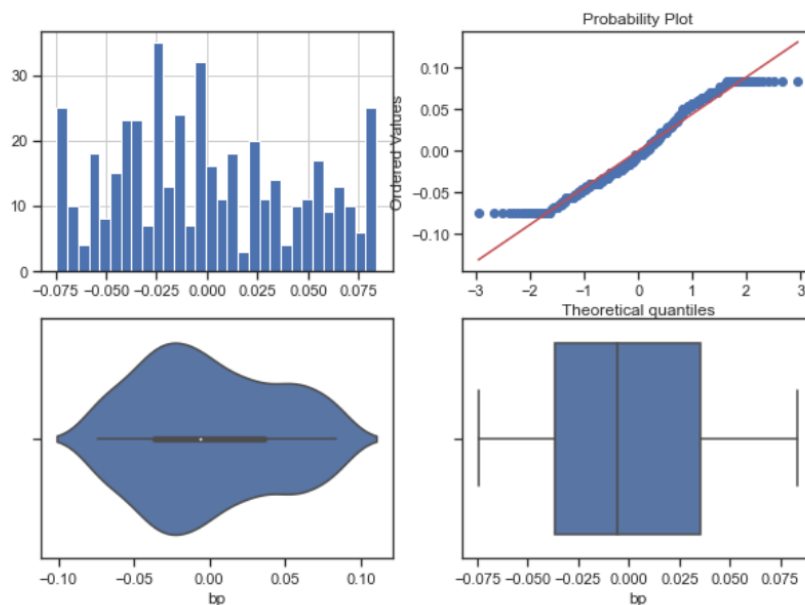 Probability Plot
30
20
10
0
−0.075 −0.050 −0.025 0.000 0.025 0.050 0.075
Ordered Values
0.10
0.05
0.00
−0.05
−0.10
−3 −2 −1 0 1 2 3
Theoretical quantiles
−0.10 −0.05 0.00 0.05 0.10
bp
−0.075 −0.050 −0.025 0.000 0.025 0.050 0.075
bp